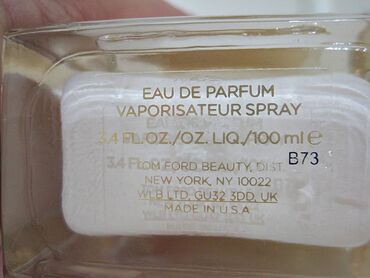 EAU DE PARFUM
VAPORISATEUR SPRAY
3.4 FL.OZ./OZ. LIQ./100 ml ℮
B73
TOM FORD BEAUTY, DIST.
NEW YORK, NY 10022
WLB LTD, GU32 3DD, UK
MADE IN U.S.A